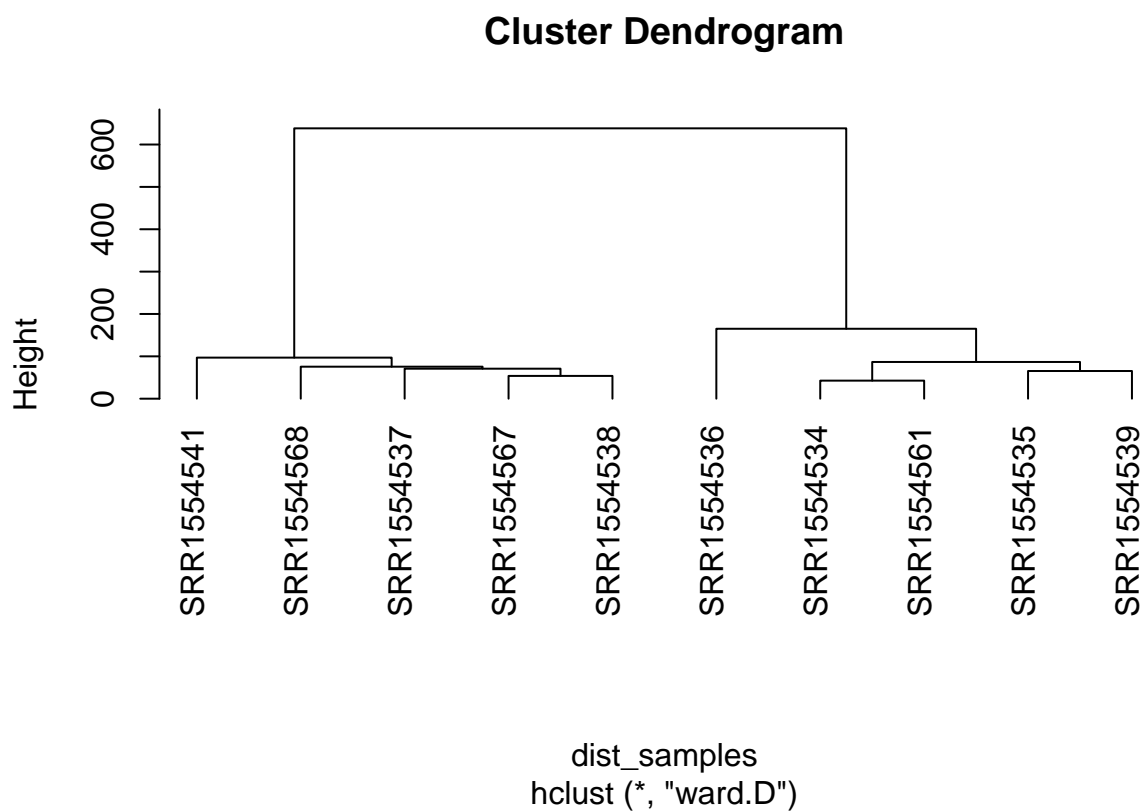 Cluster Dendrogram
Height
600
400
200
0
SRR1554541
SRR1554568
SRR1554537
SRR1554567
SRR1554538
SRR1554536
SRR1554534
SRR1554561
SRR1554535
SRR1554539
dist_samples
hclust (*, "ward.D")